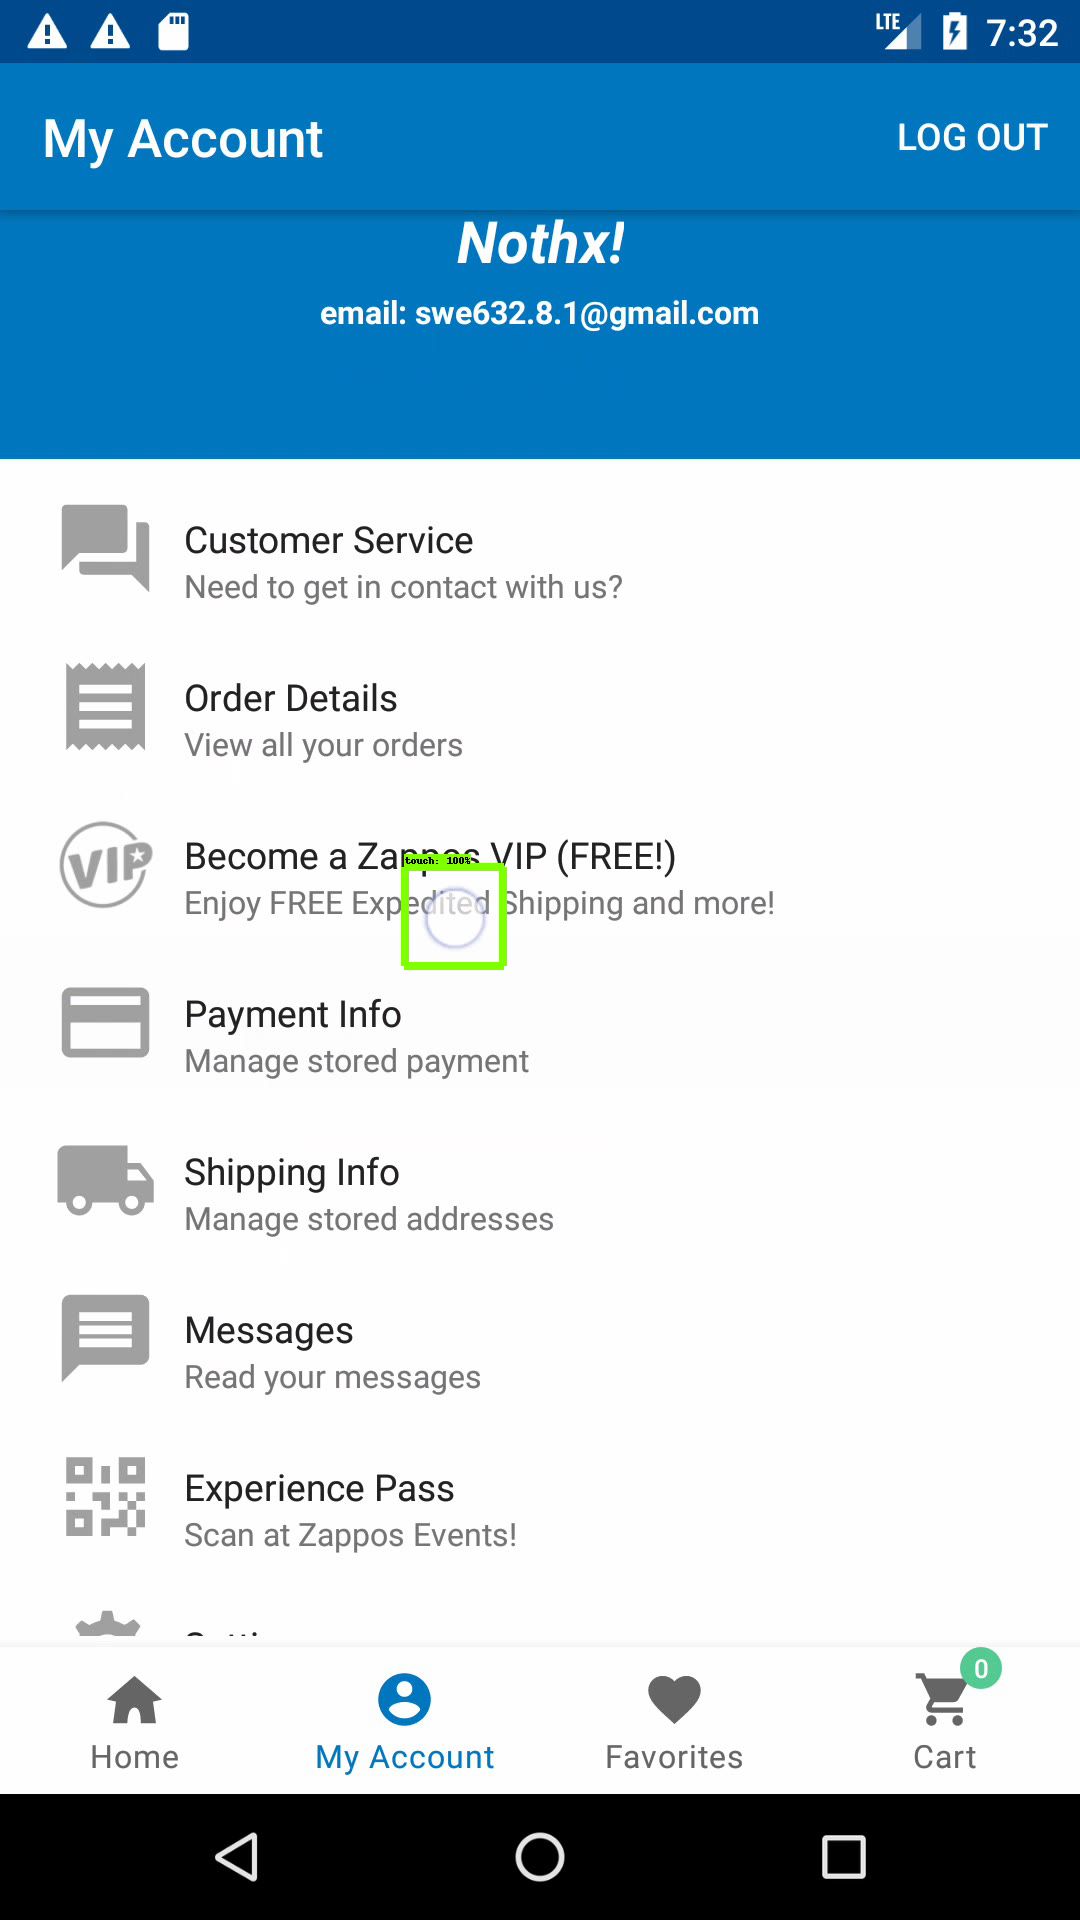 LTE 7:32
My Account LOG OUT
Nothx!
email: swe632.8.1@gmail.com
Customer Service
Need to get in contact with us?
Order Details
View all your orders
VIP
Become a Zappos VIP (FREE!)
touch: 100%
Enjoy FREE Expedited Shipping and more!
Payment Info
Manage stored payment
Shipping Info
Manage stored addresses
Messages
Read your messages
Experience Pass
Scan at Zappos Events!
0
Home My Account Favorites Cart